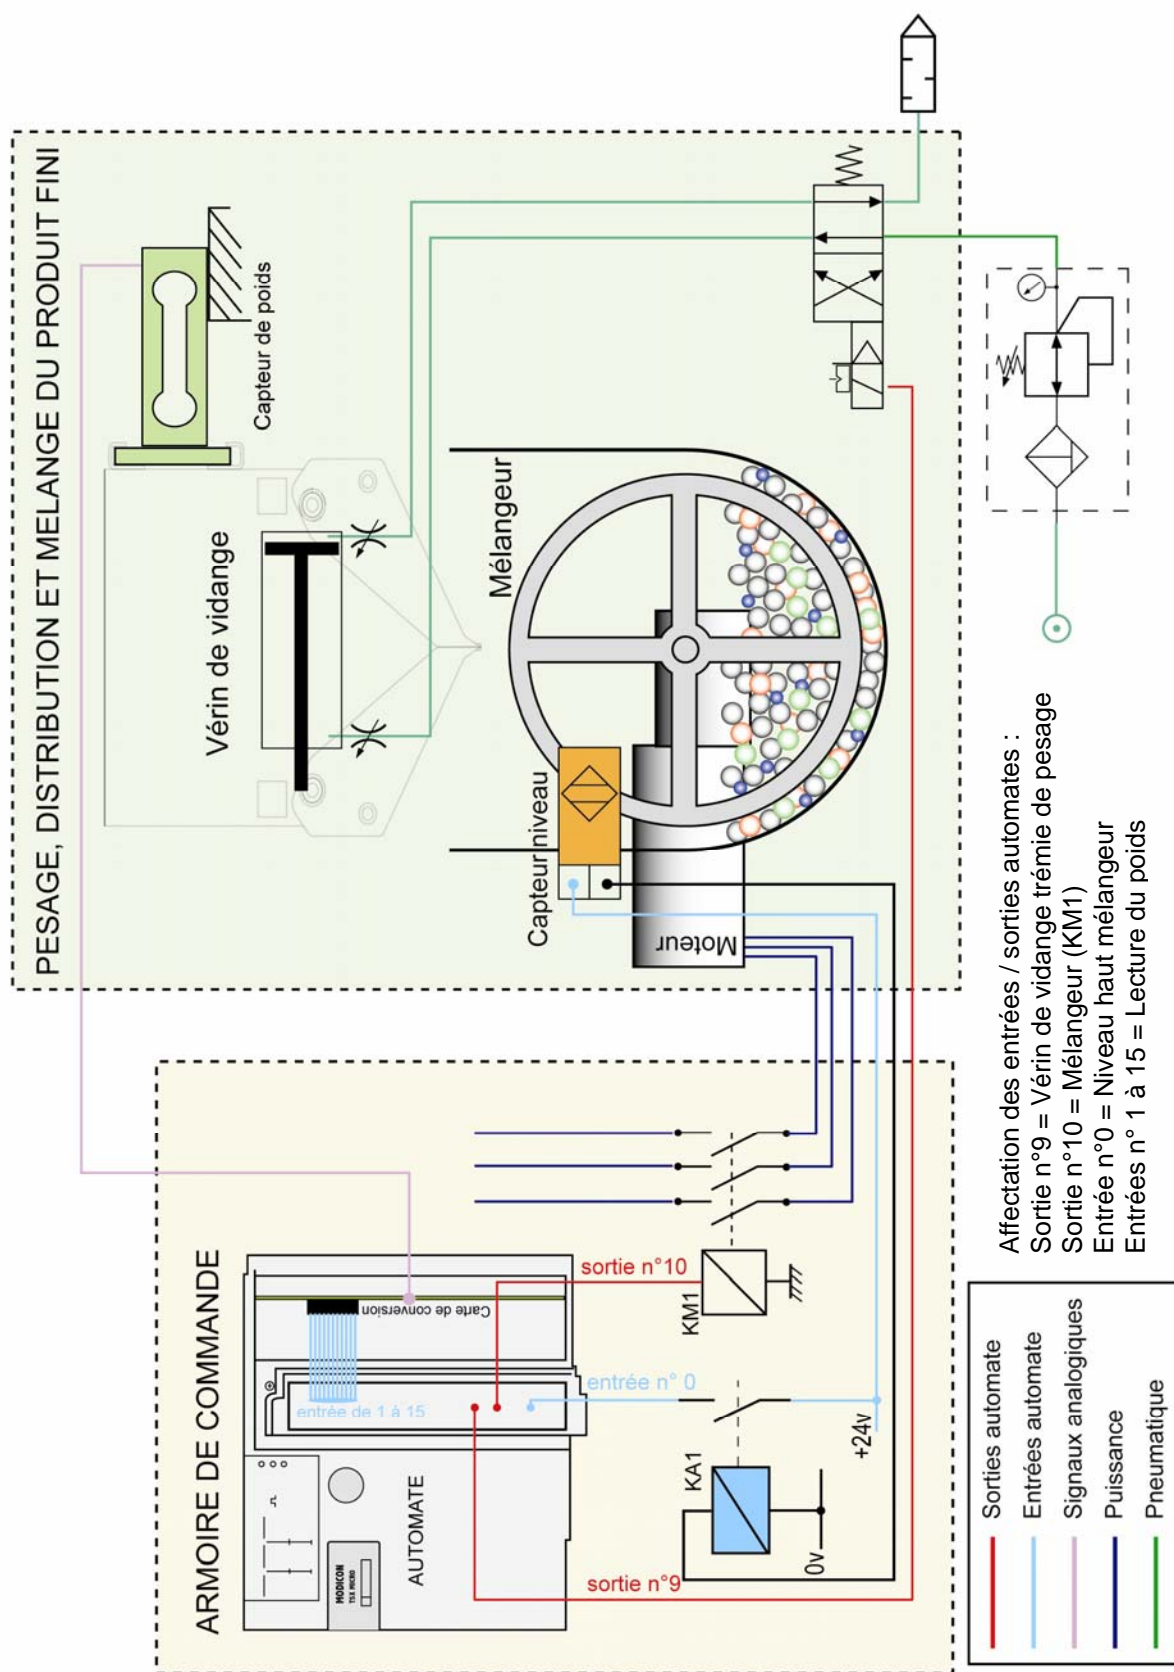 PESAGE, DISTRIBUTION ET MELANGE DU PRODUIT FINI
Capteur de poids
Vérin de vidange
Mélangeur
Capteur niveau
Moteur
ARMOIRE DE COMMANDE
Carte de conversion
entrée de 1 à 15
AUTOMATE
MODICON
TSX MICRO
sortie n°10
entrée n° 0
sortie n°9
KM1
KA1
+24v
0v
Affectation des entrées / sorties automates :
Sortie n°9 = Vérin de vidange trémie de pesage
Sortie n°10 = Mélangeur (KM1)
Entrée n°0 = Niveau haut mélangeur
Entrées n° 1 à 15 = Lecture du poids
Sorties automate
Entrées automate
Signaux analogiques
Puissance
Pneumatique